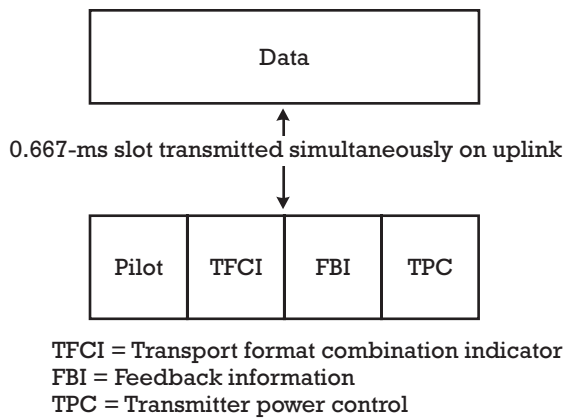 Data
0.667-ms slot transmitted simultaneously on uplink
Pilot TFCI FBI TPC
TFCI = Transport format combination indicator
FBI = Feedback information
TPC = Transmitter power control